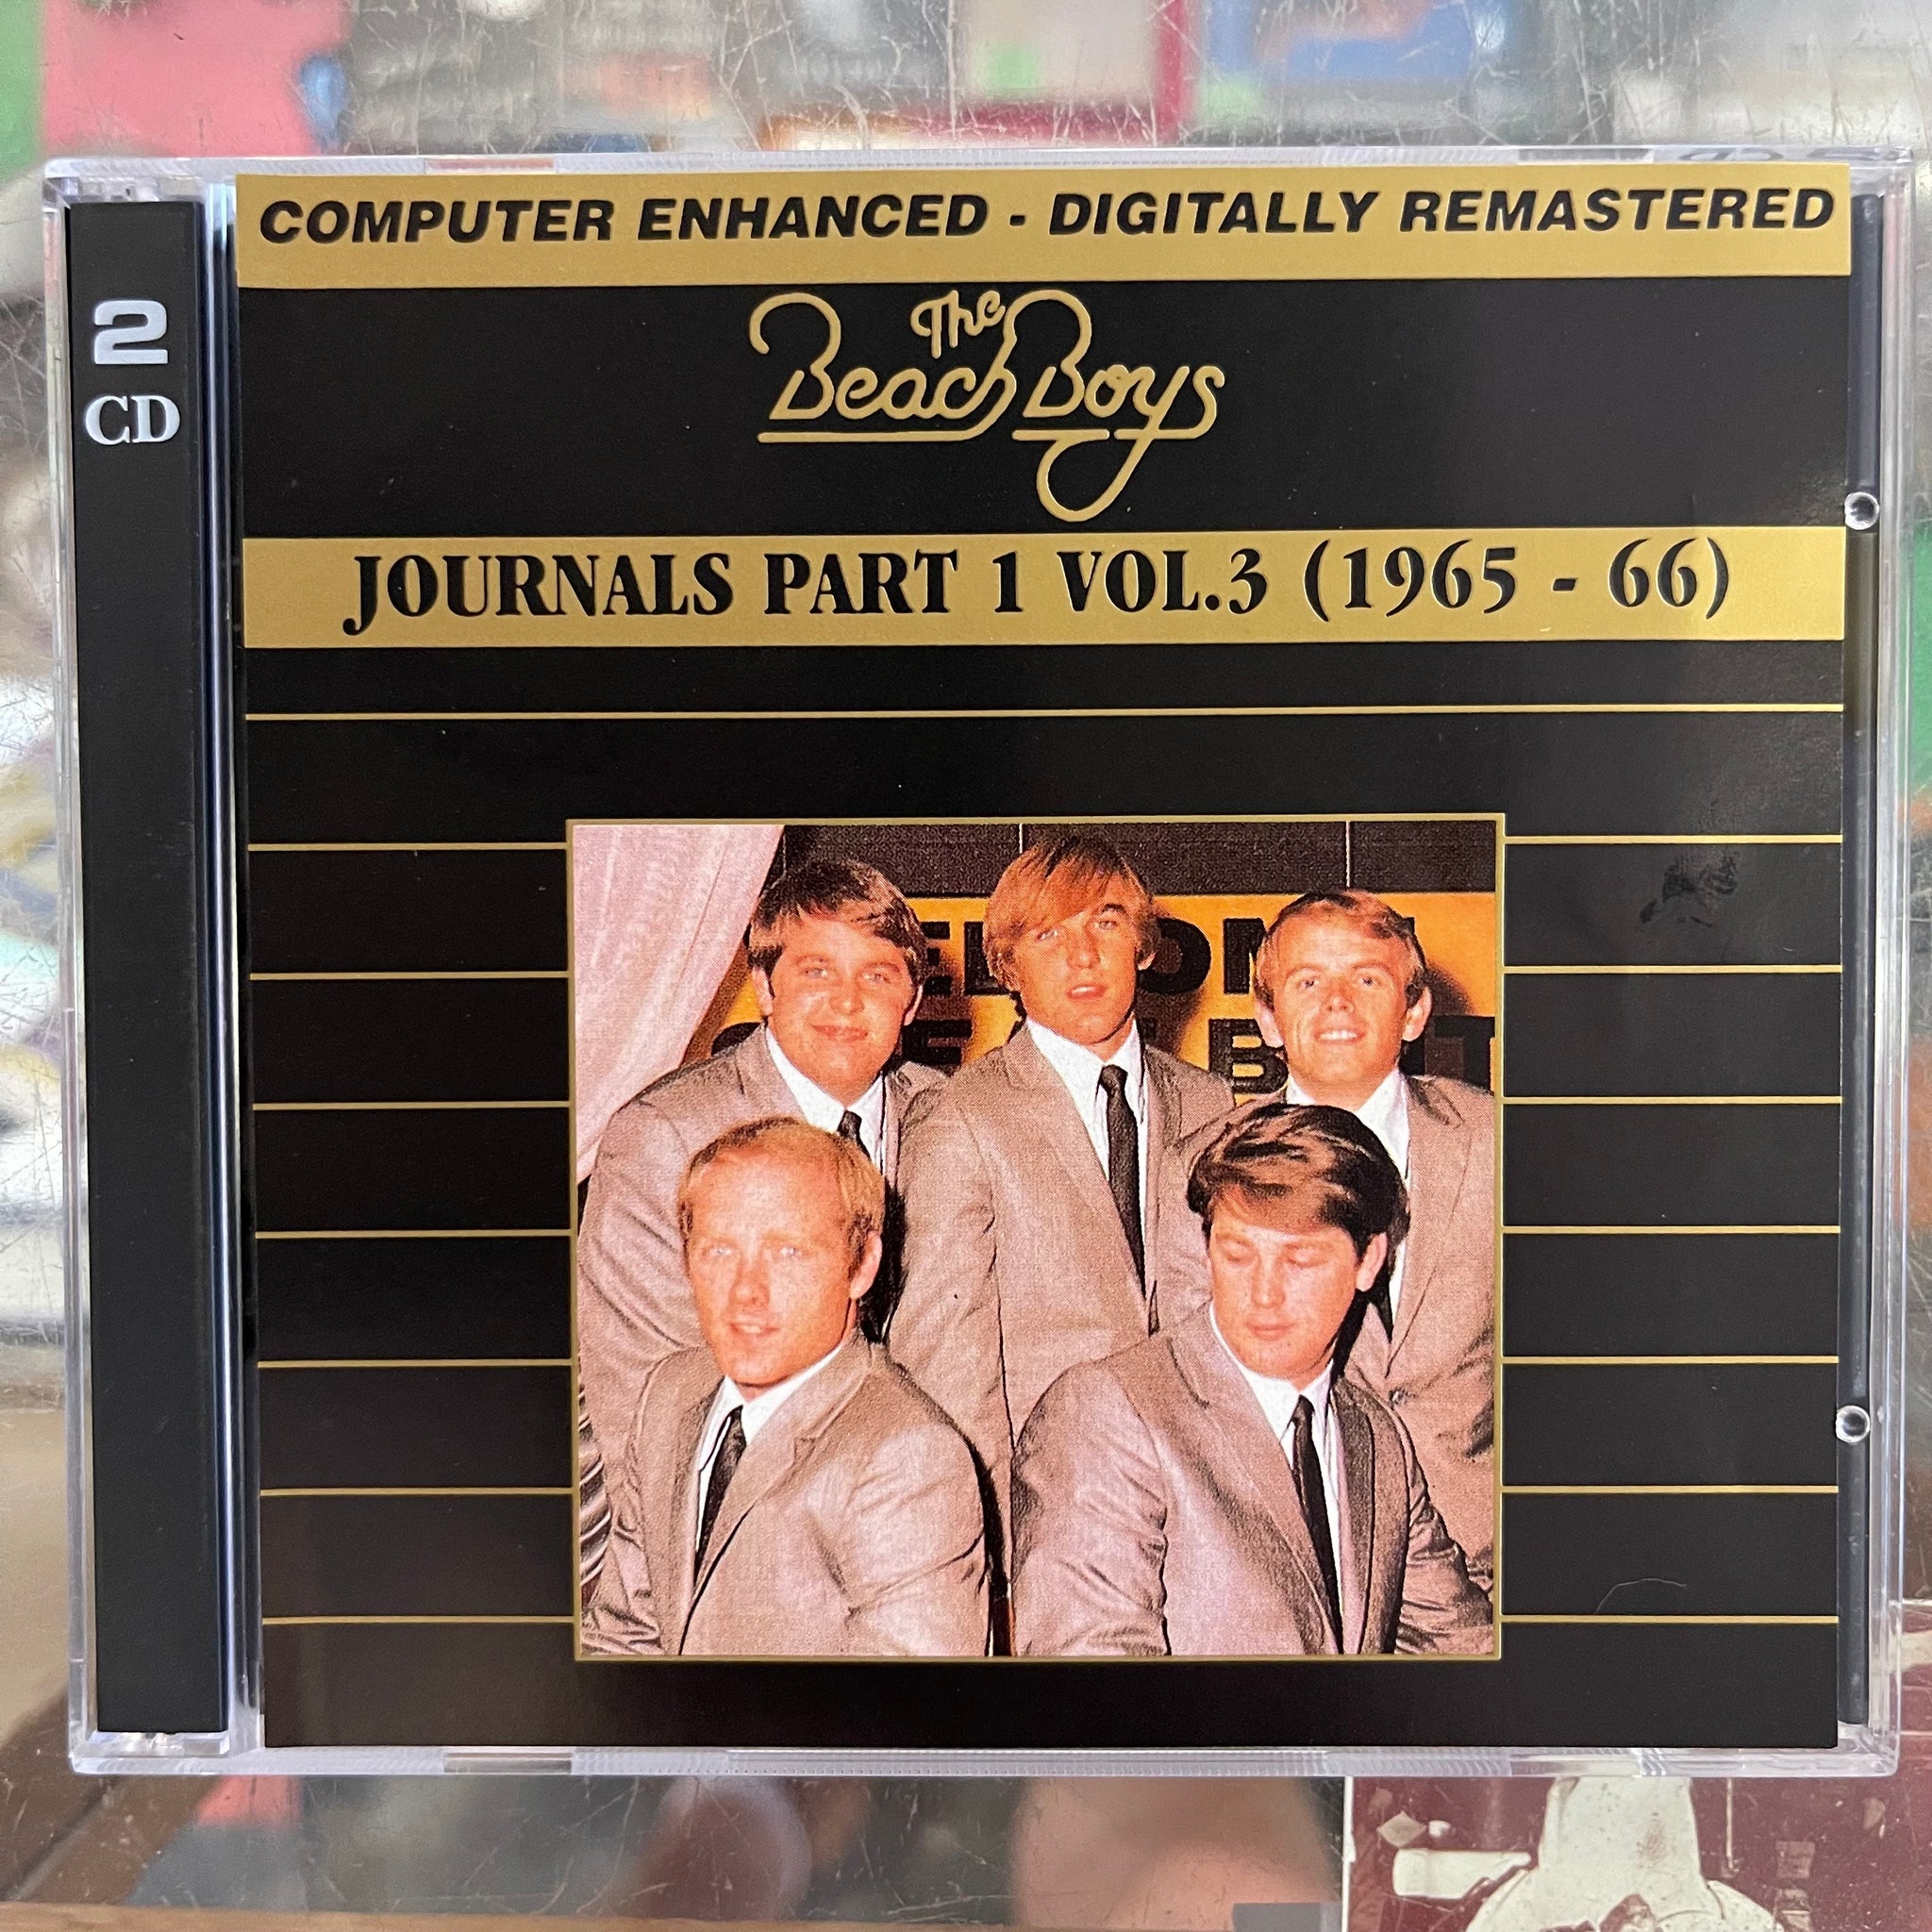 COMPUTER ENHANCED - DIGITALLY REMASTERED
2
CD
The
Beach Boys
JOURNALS PART 1 VOL.3 (1965 - 66)